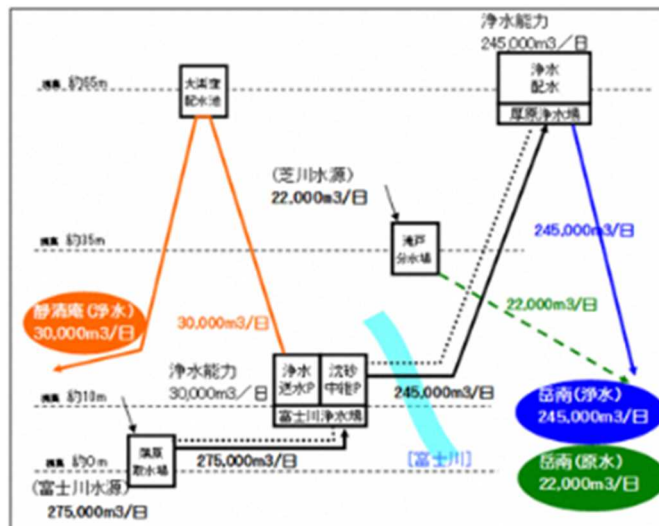 浄水能力
245,000m3/日
標高 約65m
配水池
浄水
配水
厚原浄水場
(芝川水源)
22,000m3/日
標高 約35m
滝戸
分水場
245,000m3/日
22,000m3/日
静清庵(浄水)
30,000m3/日
30,000m3/日
浄水能力
30,000m3/日
浄水
送水P
沈砂
中継P
富士川浄水場
245,000m3/日
標高 約10m
岳南(浄水)
245,000m3/日
蒲原
取水場
275,000m3/日
[富士川]
標高 約0m
岳南(原水)
22,000m3/日
(富士川水源)
275,000m3/日